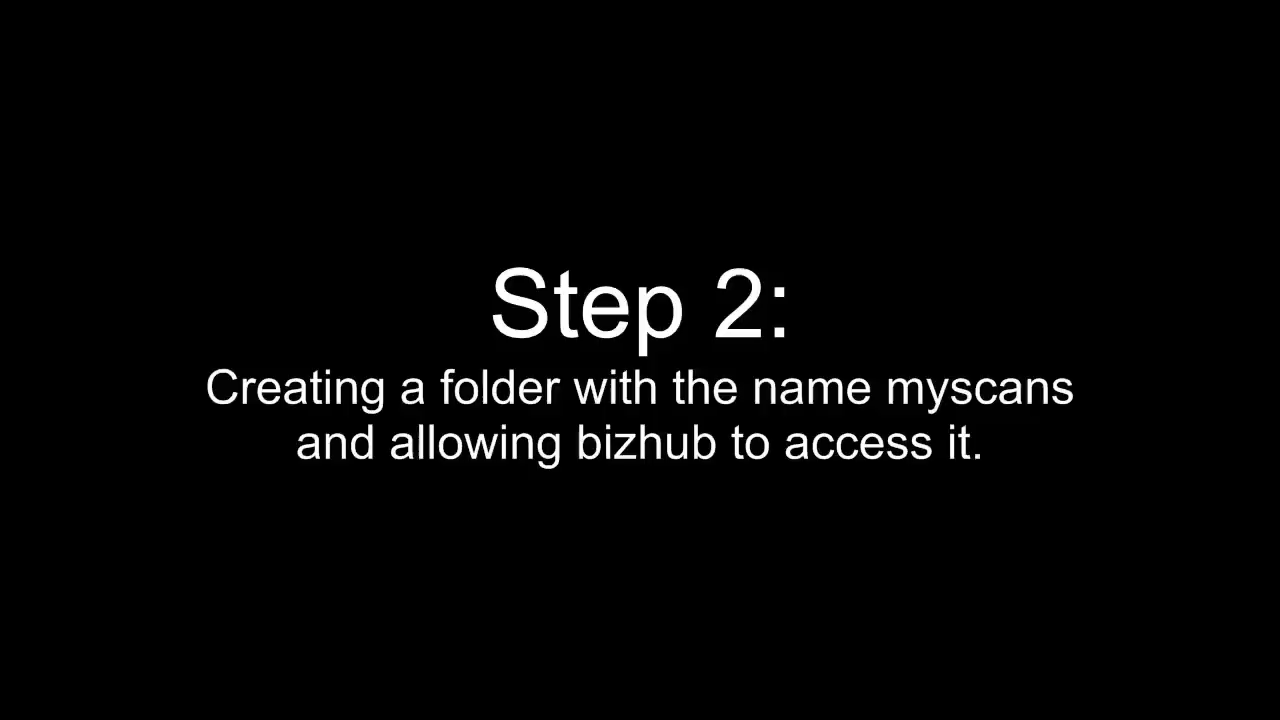 Step 2:
Creating a folder with the name myscans
and allowing bizhub to access it.